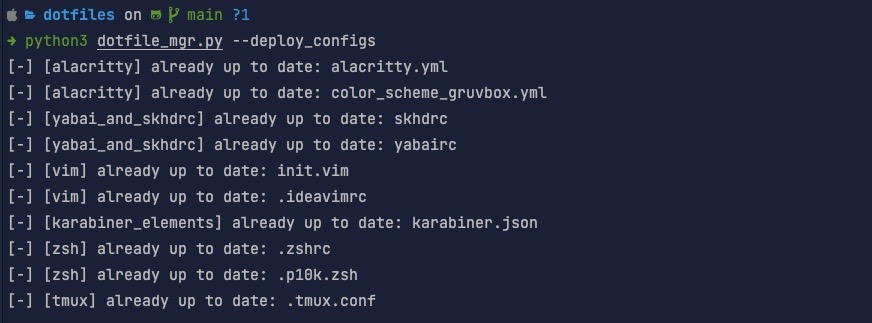 dotfiles on main ?1
python3 dotfile_mgr.py --deploy_configs
[-] [alacritty] already up to date: alacritty.yml
[-] [alacritty] already up to date: color_scheme_gruvbox.yml
[-] [yabai_and_skhdrc] already up to date: skhdrc
[-] [yabai_and_skhdrc] already up to date: yabairc
[-] [vim] already up to date: init.vim
[-] [vim] already up to date: .ideavimrc
[-] [karabiner_elements] already up to date: karabiner.json
[-] [zsh] already up to date: .zshrc
[-] [zsh] already up to date: .p10k.zsh
[-] [tmux] already up to date: .tmux.conf